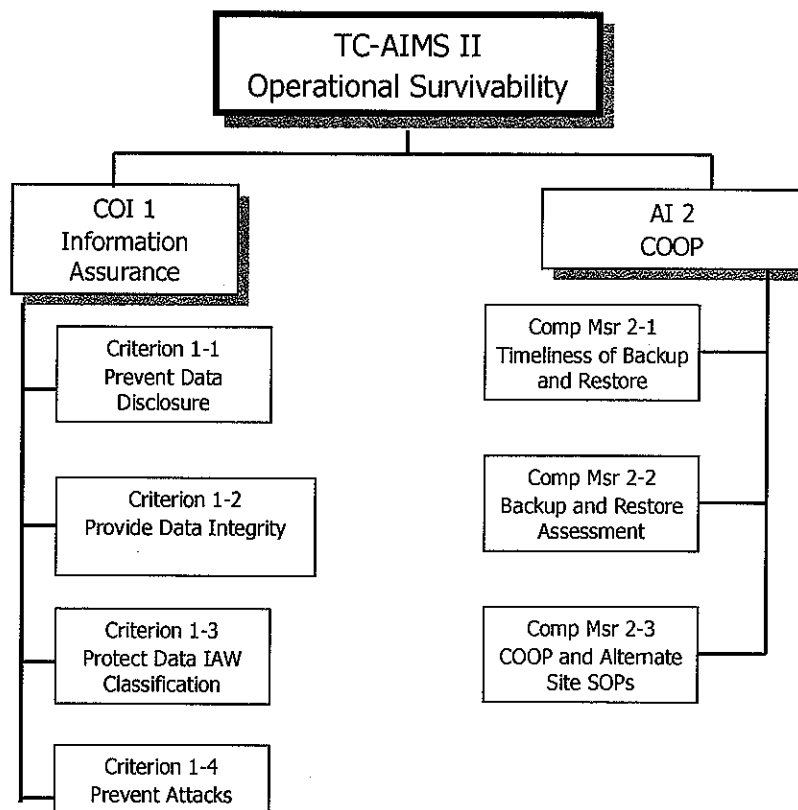 TC-AIMS II
Operational Survivability
COI 1
Information
Assurance
AI 2
COOP
Criterion 1-1
Prevent Data
Disclosure
Criterion 1-2
Provide Data Integrity
Criterion 1-3
Protect Data IAW
Classification
Criterion 1-4
Prevent Attacks
Comp Msr 2-1
Timeliness of Backup
and Restore
Comp Msr 2-2
Backup and Restore
Assessment
Comp Msr 2-3
COOP and Alternate
Site SOPs